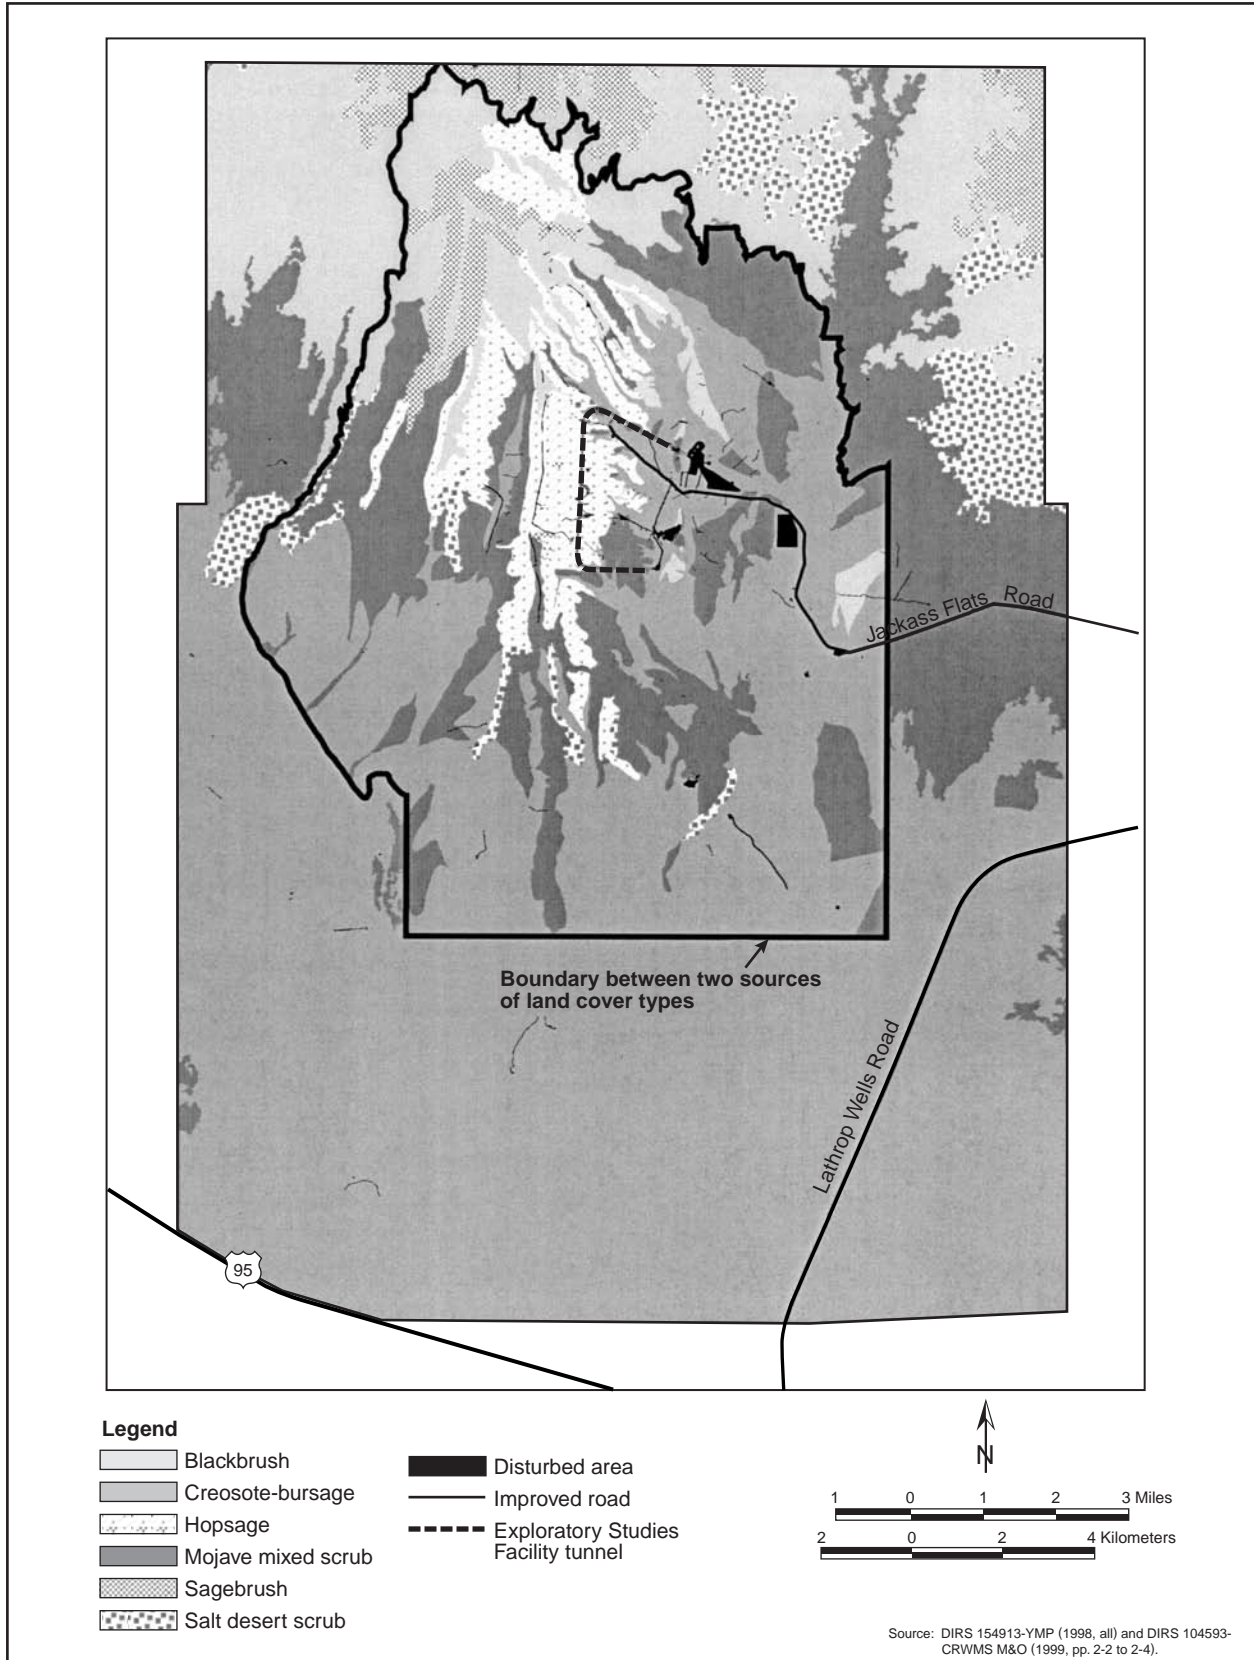 Jackass Flats Road
Boundary between two sources
of land cover types
Lathrop Wells Road
95
Legend
Blackbrush
Creosote-bursage
Hopsage
Mojave mixed scrub
Sagebrush
Salt desert scrub
Disturbed area
Improved road
Exploratory Studies
Facility tunnel
N
1 0 1 2 3 Miles
2 0 2 4 Kilometers
Source: DIRS 154913-YMP (1998, all) and DIRS 104593-
CRWMS M&O (1999, pp. 2-2 to 2-4).